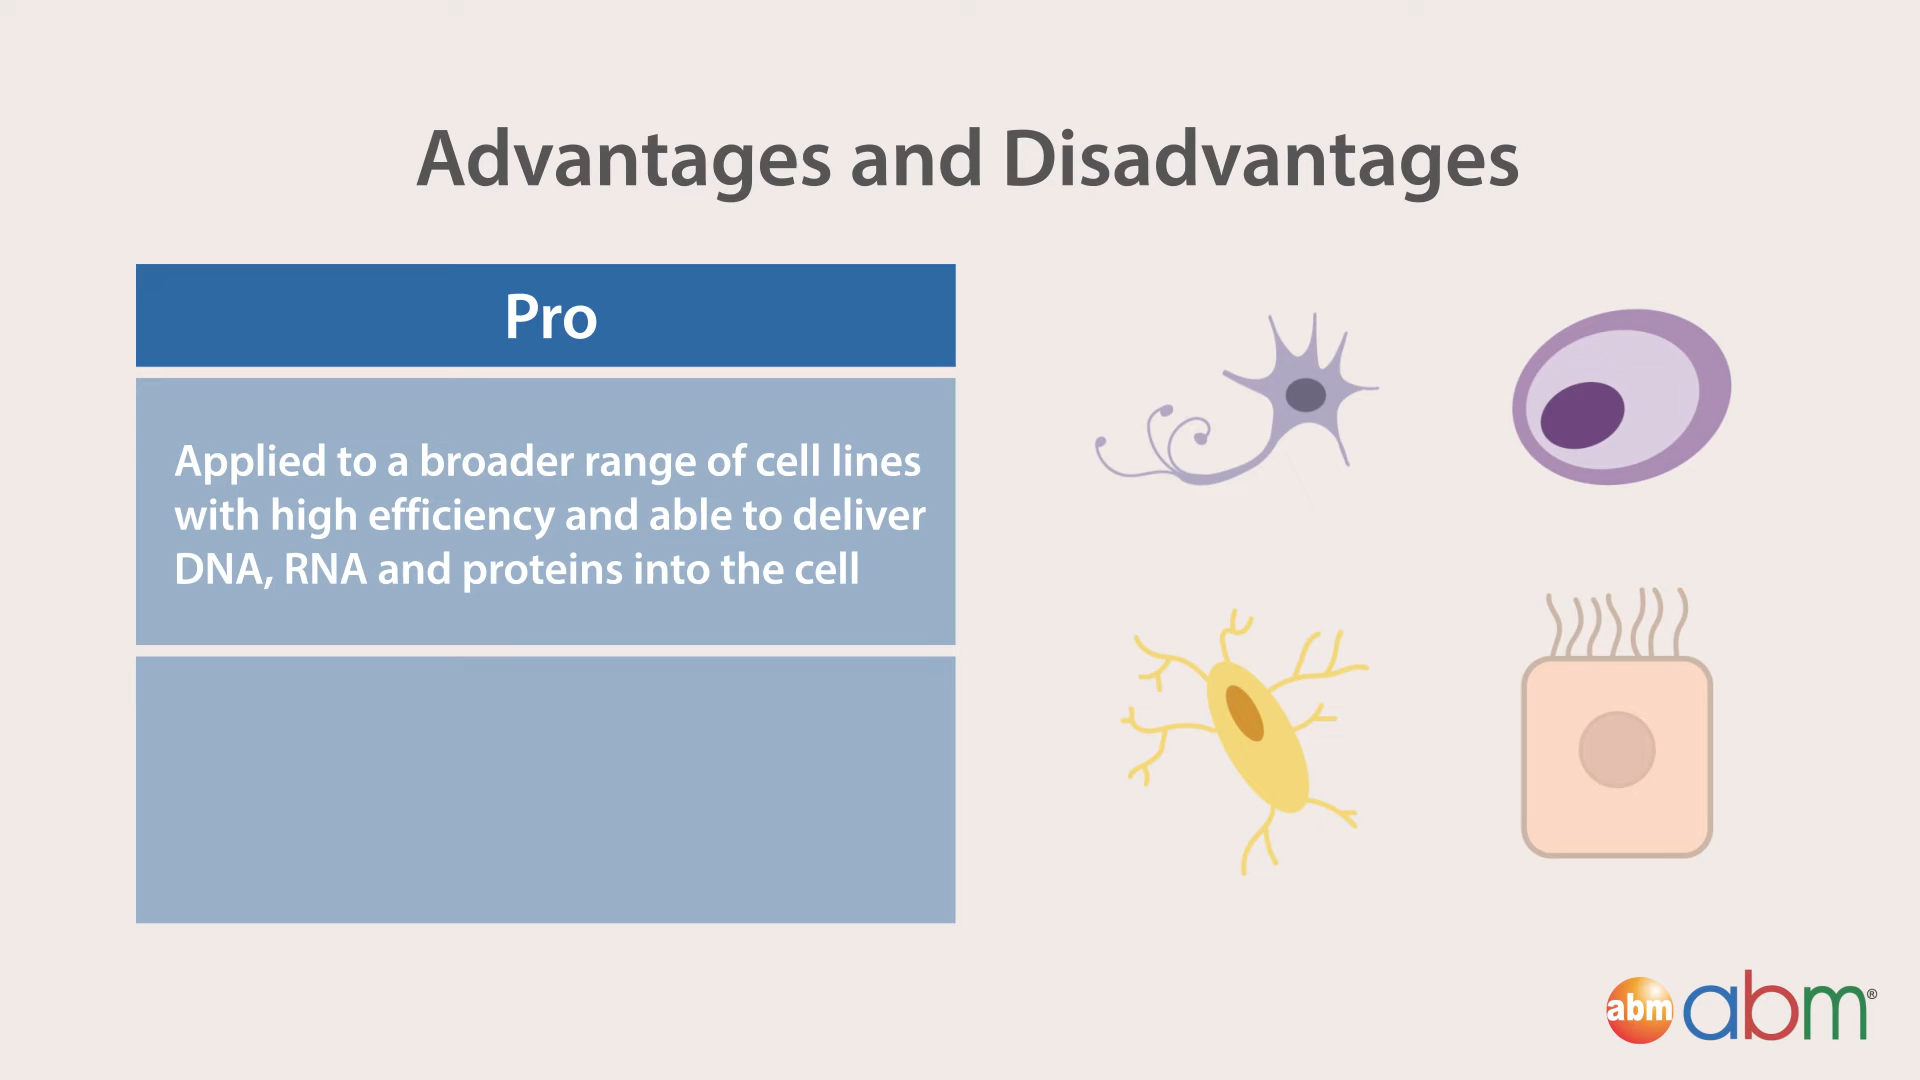 Advantages and Disadvantages
Pro
Applied to a broader range of cell lines
with high efficiency and able to deliver
DNA, RNA and proteins into the cell
abm abm®